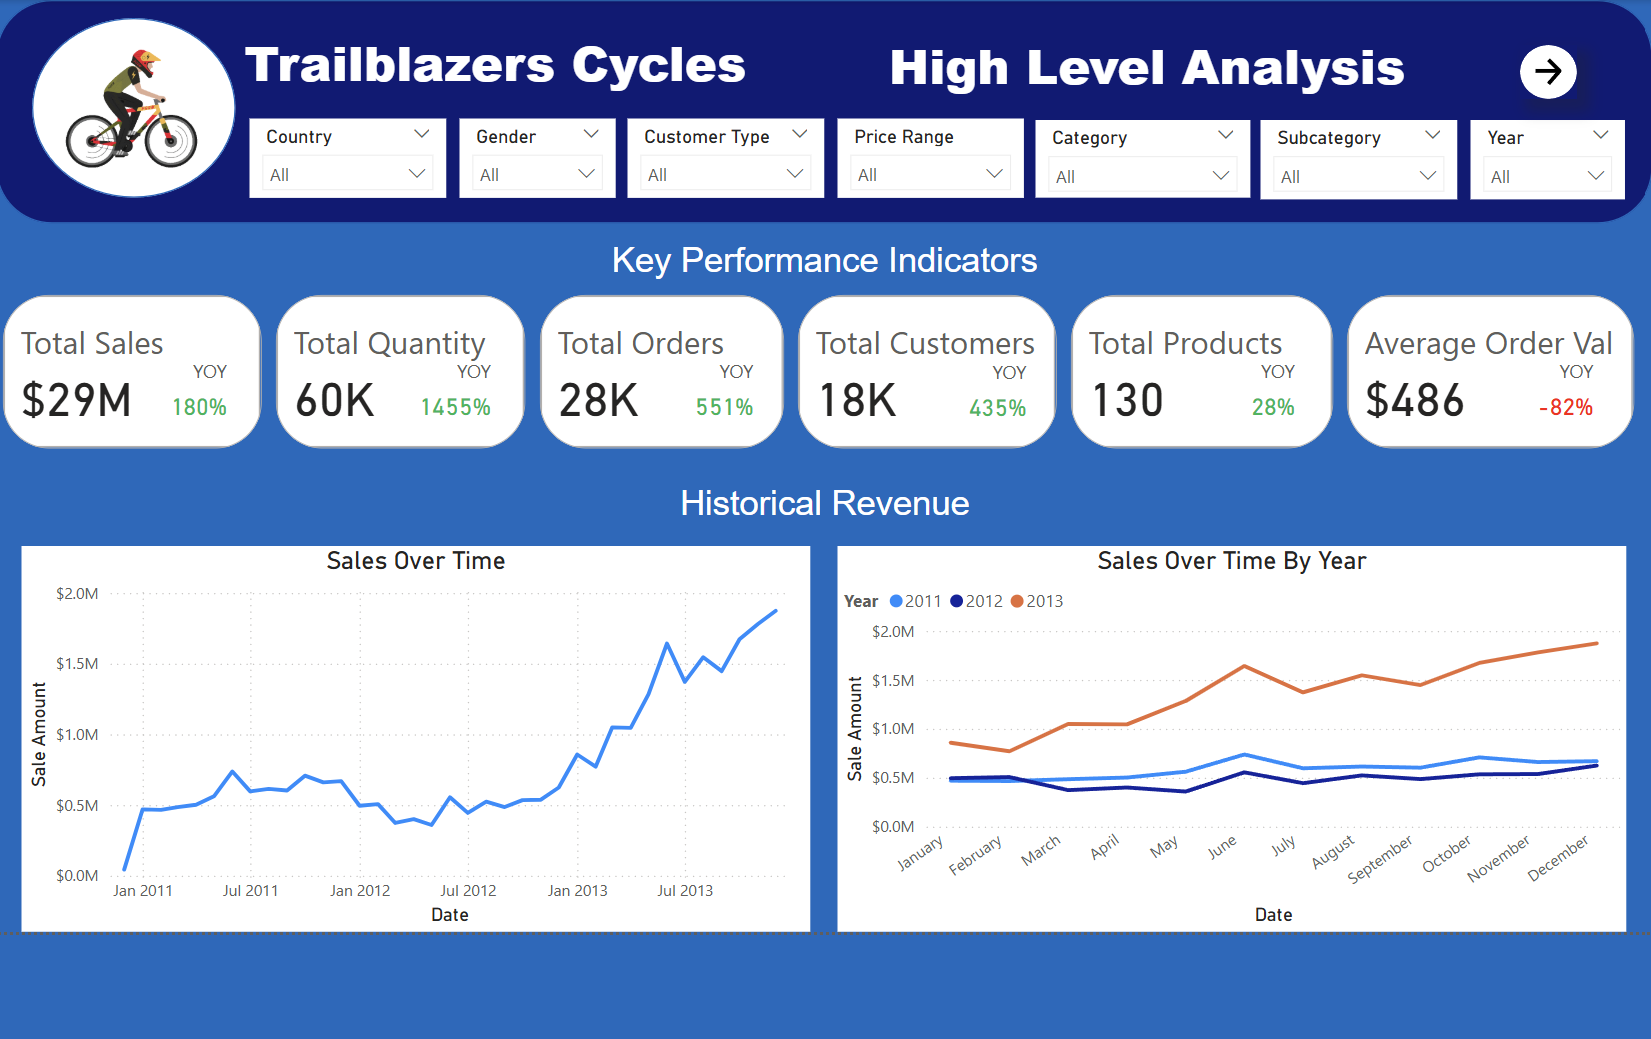 Trailblazers Cycles
High Level Analysis
Country
Gender
Customer Type
Price Range
Category
Subcategory
Year
All
All
All
All
All
All
All
Key Performance Indicators
Total Sales
YOY
$29M
180%
Total Quantity
YOY
60K
1455%
Total Orders
YOY
28K
551%
Total Customers
YOY
18K
435%
Total Products
YOY
130
28%
Average Order Val
YOY
$486
-82%
Historical Revenue
Sales Over Time
Sale Amount
$2.0M
$1.5M
$1.0M
$0.5M
$0.0M
Jan 2011
Jul 2011
Jan 2012
Jul 2012
Jan 2013
Jul 2013
Date
Sales Over Time By Year
Year 2011 2012 2013
Sale Amount
$2.0M
$1.5M
$1.0M
$0.5M
$0.0M
January
February
March
April
May
June
July
August
September
October
November
December
Date